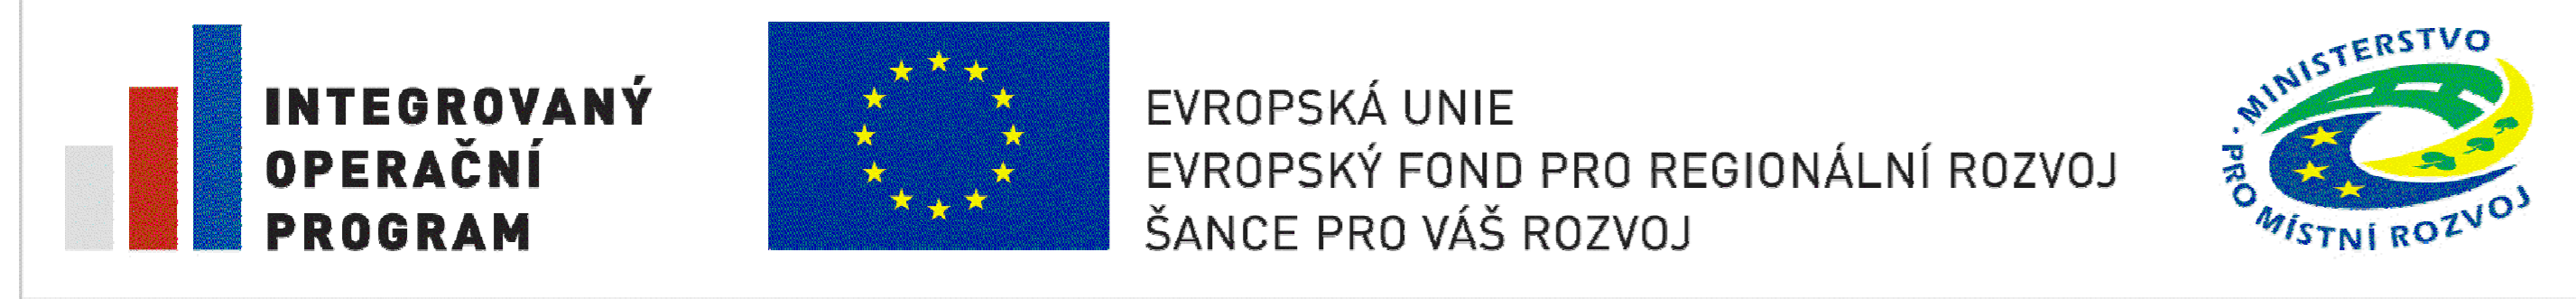 INTEGROVANÝ
OPERAČNÍ
PROGRAM
EVROPSKÁ UNIE
EVROPSKÝ FOND PRO REGIONÁLNÍ ROZVOJ
ŠANCE PRO VÁŠ ROZVOJ
MINISTERSTVO
PRO MÍSTNÍ ROZVOJ